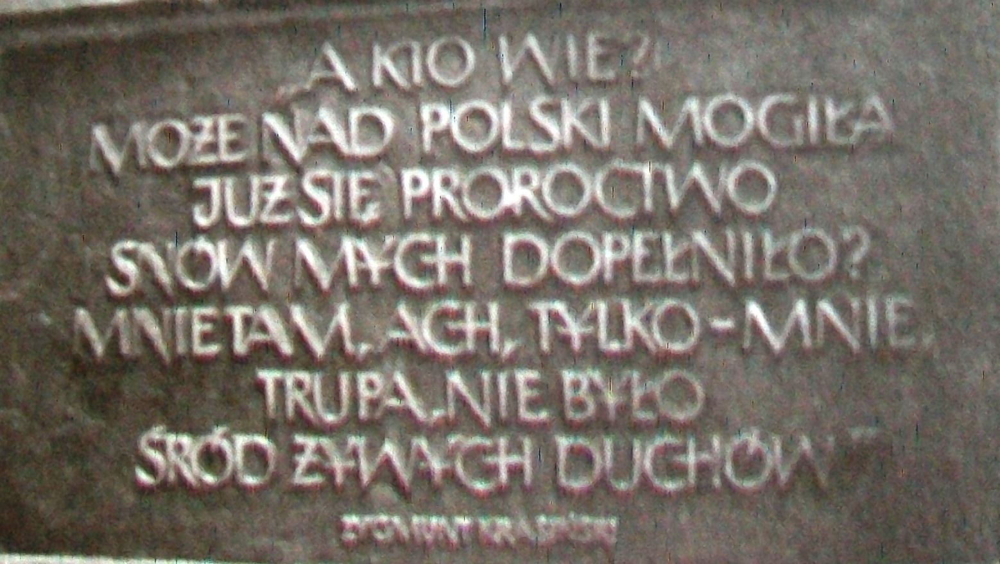 „A KTO WIE?
MOŻE NAD POLSKI MOGIŁĄ
JUŻ SIĘ PROROCTWO
SNÓW MYCH DOPEŁNIŁO?
MNIE TAM, ACH, TYLKO - MNIE,
TRUPA, NIE BYŁO
ŚRÓD ŻYWYCH DUCHÓW”
ZYGMUNT KRASIŃSKI